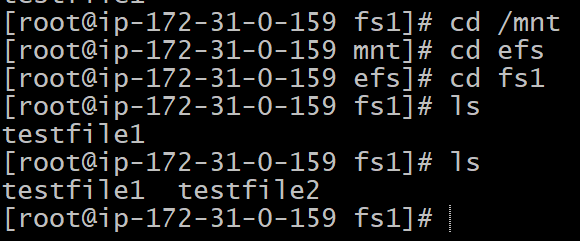 testfile1
[root@ip-172-31-0-159 fs1]# cd /mnt
[root@ip-172-31-0-159 mnt]# cd efs
[root@ip-172-31-0-159 efs]# cd fs1
[root@ip-172-31-0-159 fs1]# ls
testfile1
[root@ip-172-31-0-159 fs1]# ls
testfile1  testfile2
[root@ip-172-31-0-159 fs1]#